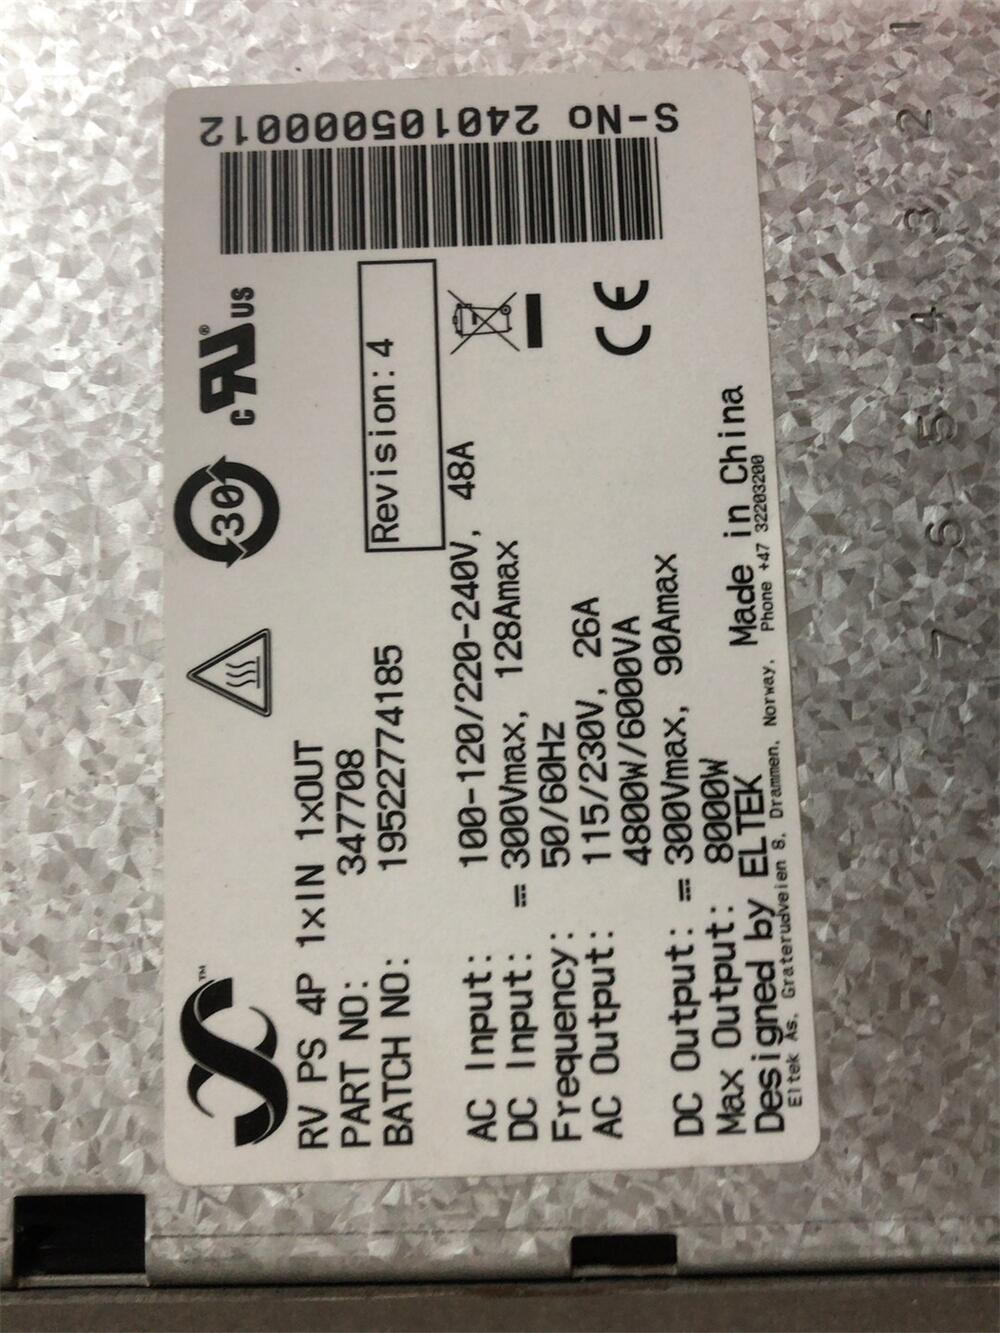 ™
30
c RU® US
RV PS 4P 1xIN 1xOUT
PART NO: 347708
BATCH NO: 19522774185
Revision: 4
AC Input: 100-120/220-240V, 48A
DC Input: ⎓ 300Vmax, 128Amax
Frequency: 50/60Hz
AC Output: 115/230V, 26A
4800W/6000VA
DC Output: ⎓ 300Vmax, 90Amax
Max Output: 8000W
Designed by ELTEK Made in China
Eltek As. Graterudveien 8, Drammen, Norway, Phone +47 32203200
CE
S-No 240105000012
1
2
3
4
5
6
7